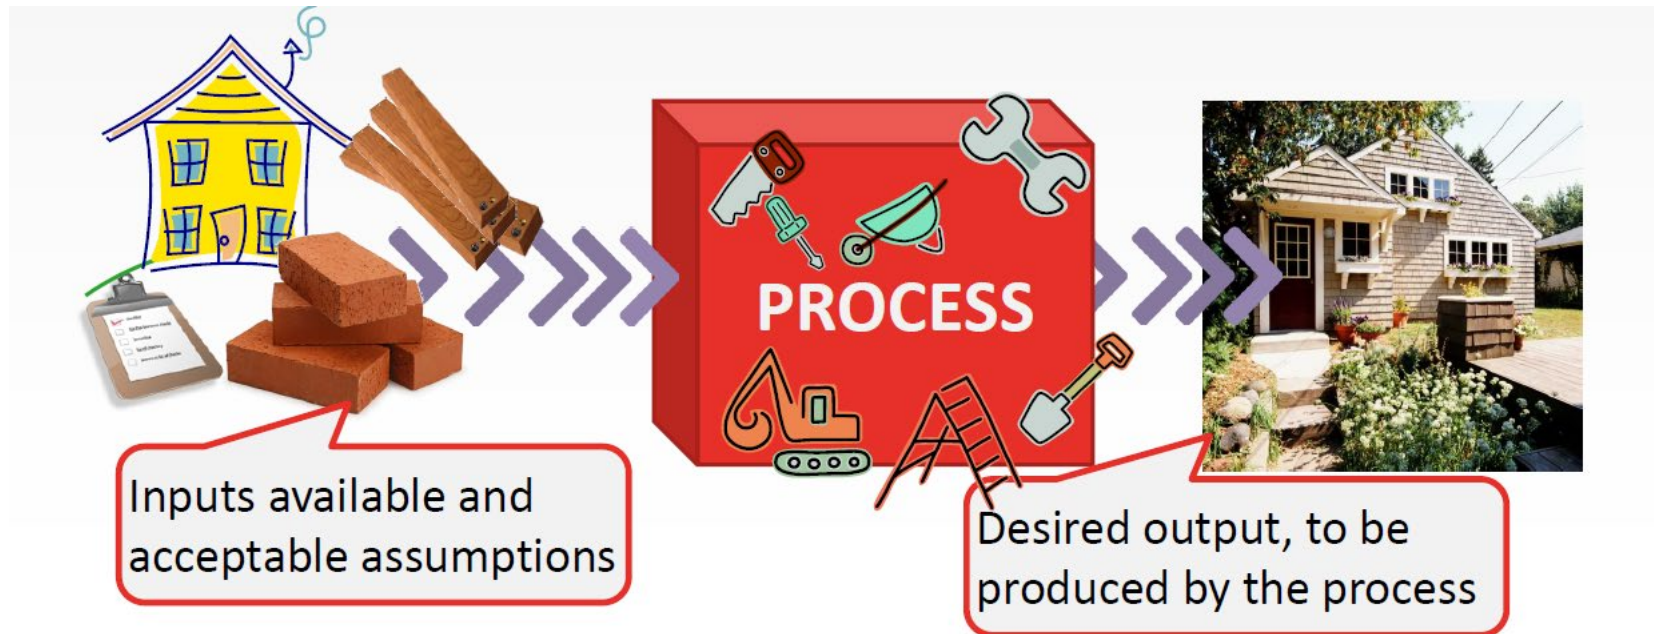 PROCESS
Inputs available and
acceptable assumptions
Desired output, to be
produced by the process